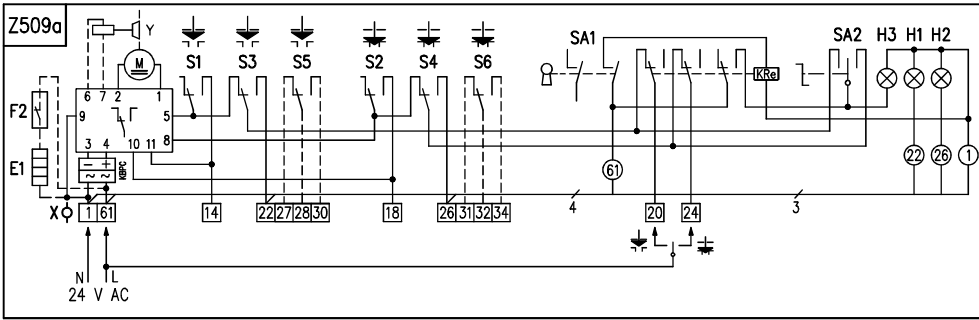 Z509a
Y
M
S1 S3 S5 S2 S4 S6
SA1
KRe
SA2 H3 H1 H2
6 7 2 1
F2
9 5
8
3 4 10 11
E1
− +
~ ~
KBPC
61 22 26 1
X 1 61 14 22 27 28 30 18 26 31 32 34 4 20 24 3
N L
24 V AC